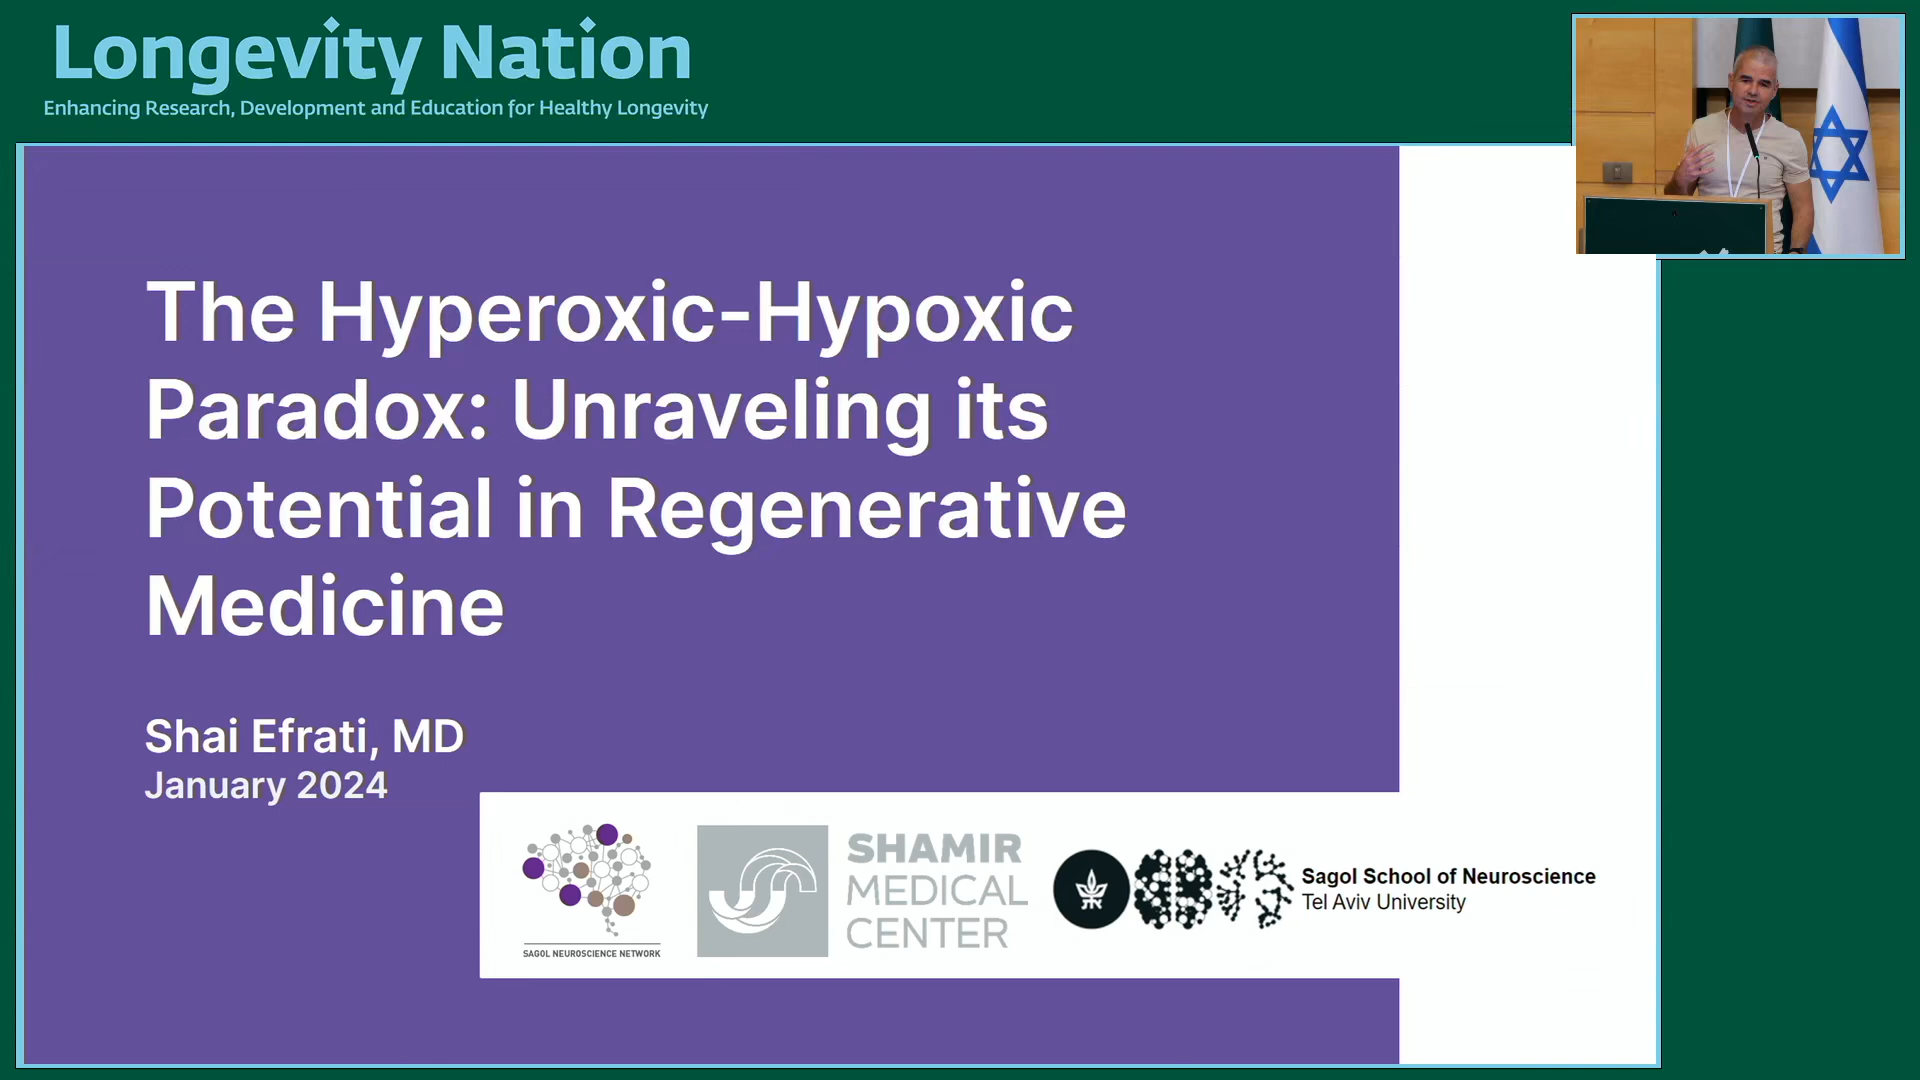 Longevity Nation
Enhancing Research, Development and Education for Healthy Longevity
The Hyperoxic-Hypoxic
Paradox: Unraveling its
Potential in Regenerative
Medicine
Shai Efrati, MD
January 2024
SAGOL NEUROSCIENCE NETWORK
SHAMIR
MEDICAL
CENTER
Sagol School of Neuroscience
Tel Aviv University